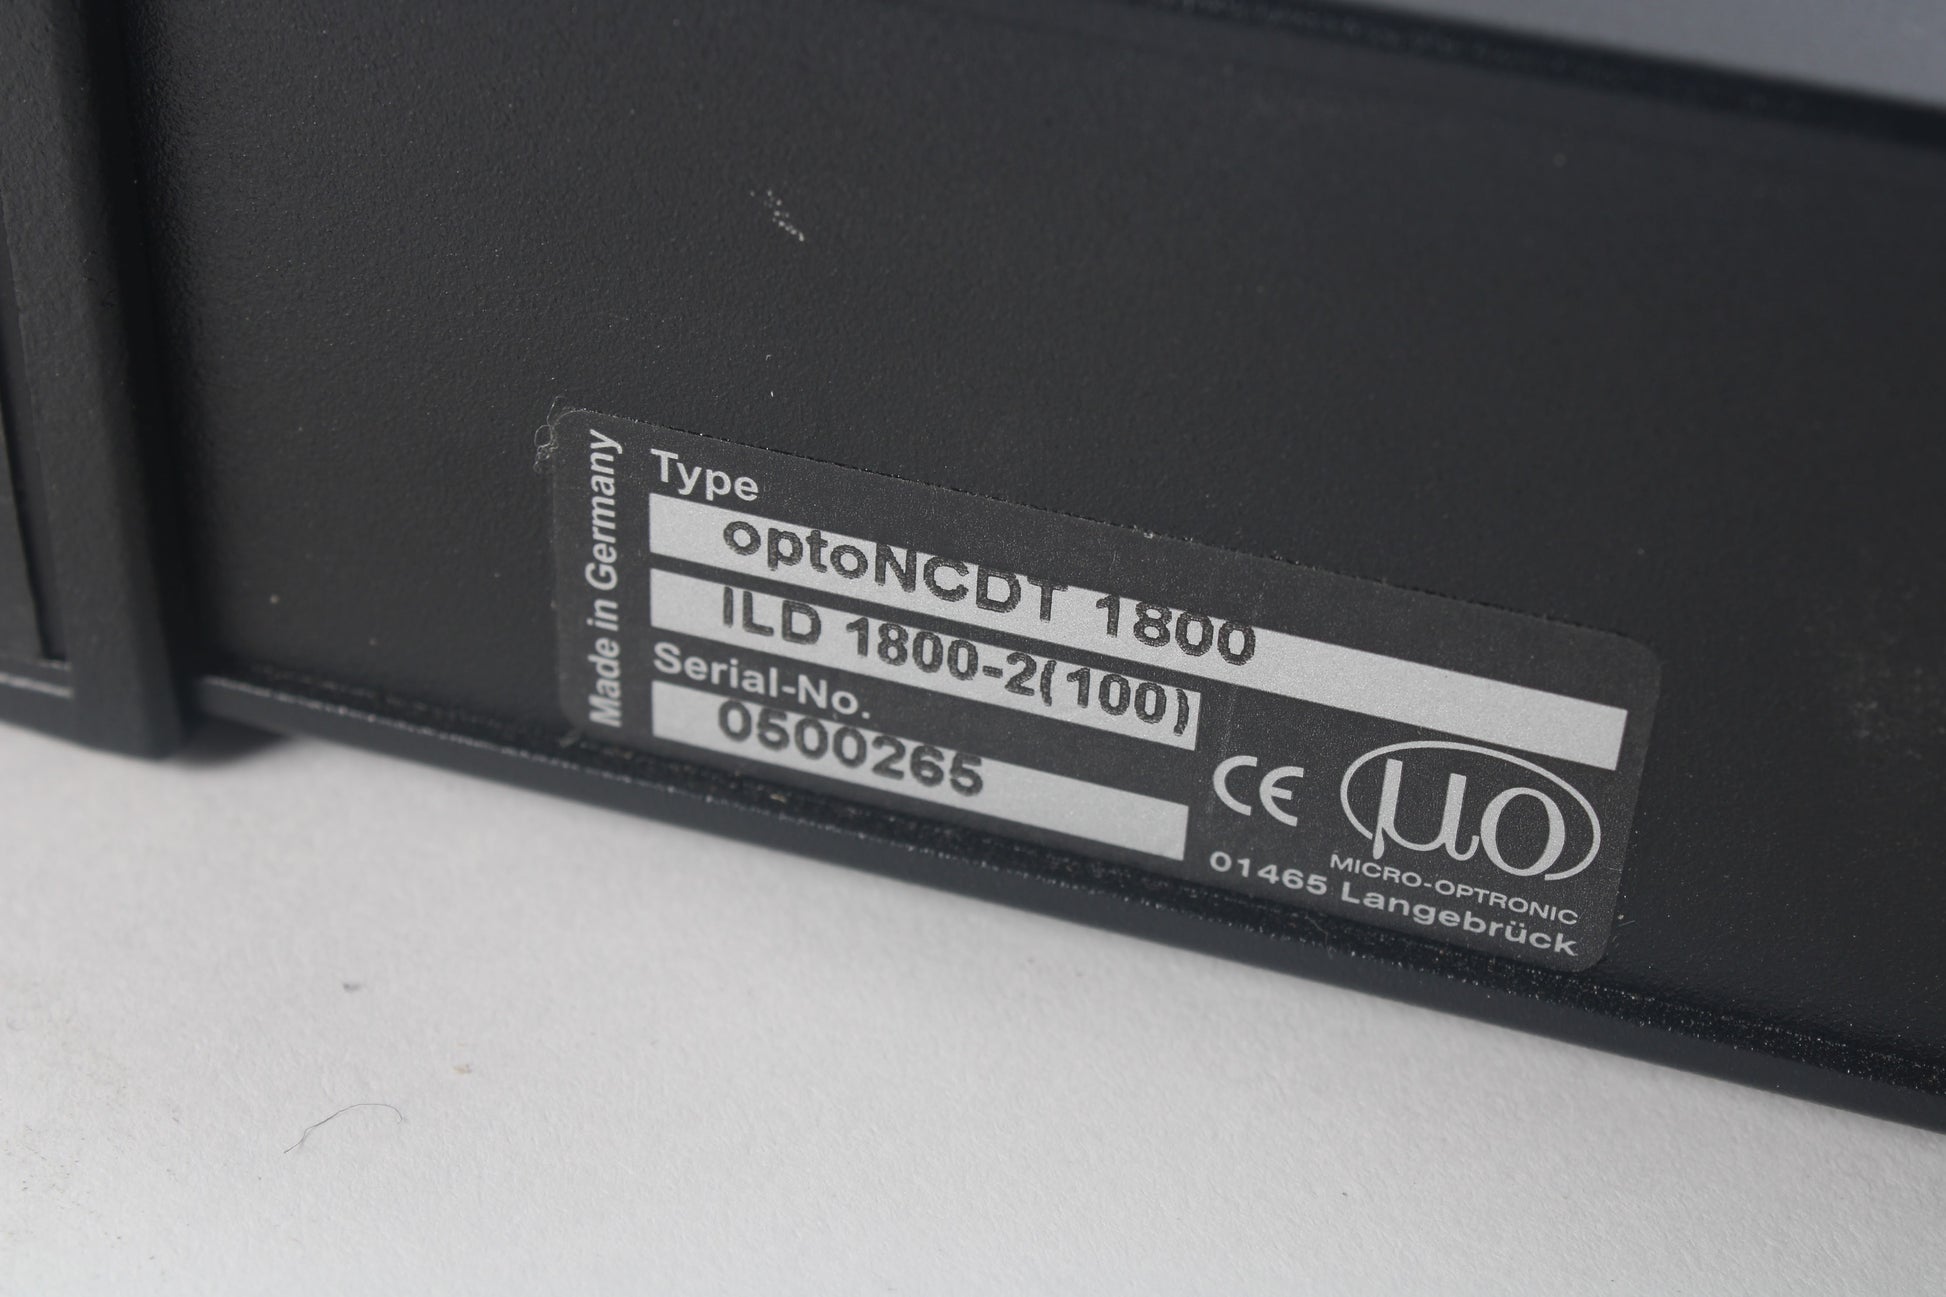 Made in Germany
Type
optoNCDT 1800
ILD 1800-2(100)
Serial-No.
0500265
CE
µo
MICRO-OPTRONIC
01465 Langebrück